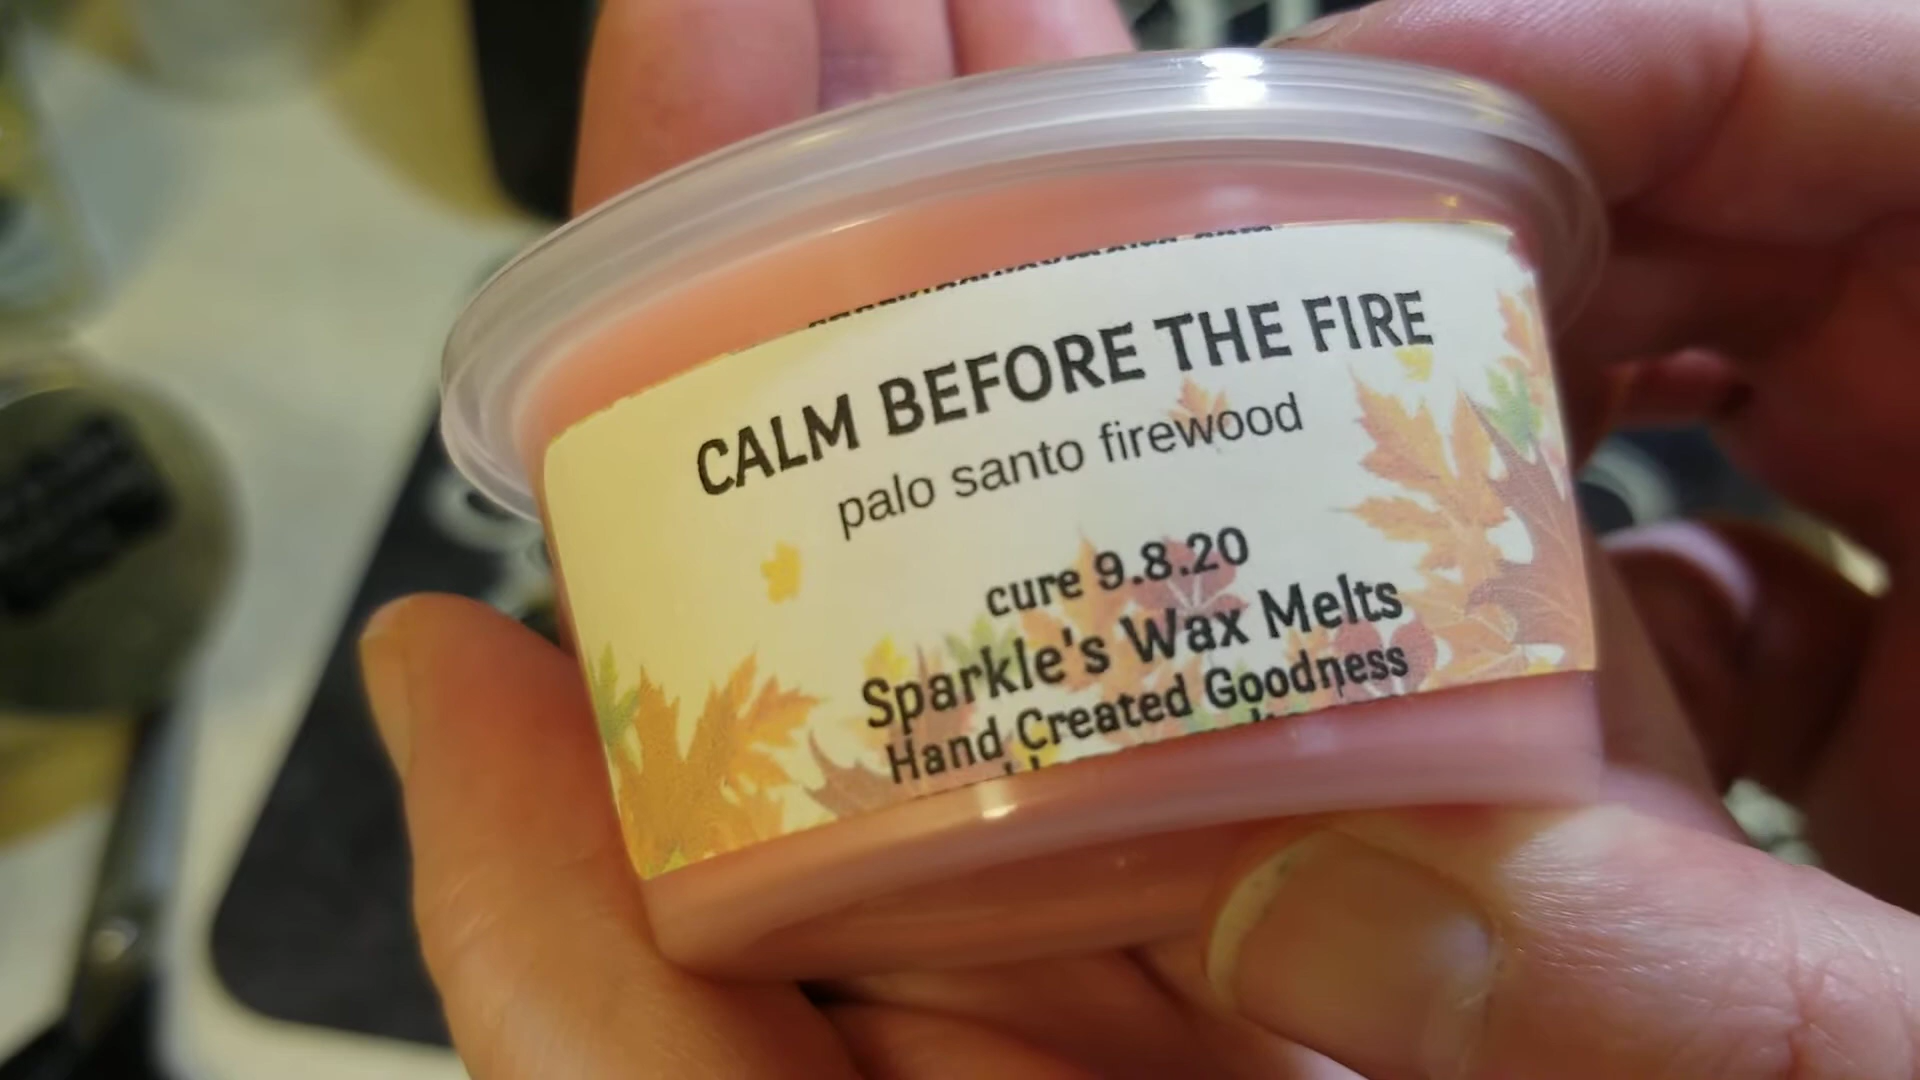 CALM BEFORE THE FIRE
palo santo firewood
cure 9.8.20
Sparkle's Wax Melts
Hand Created Goodness